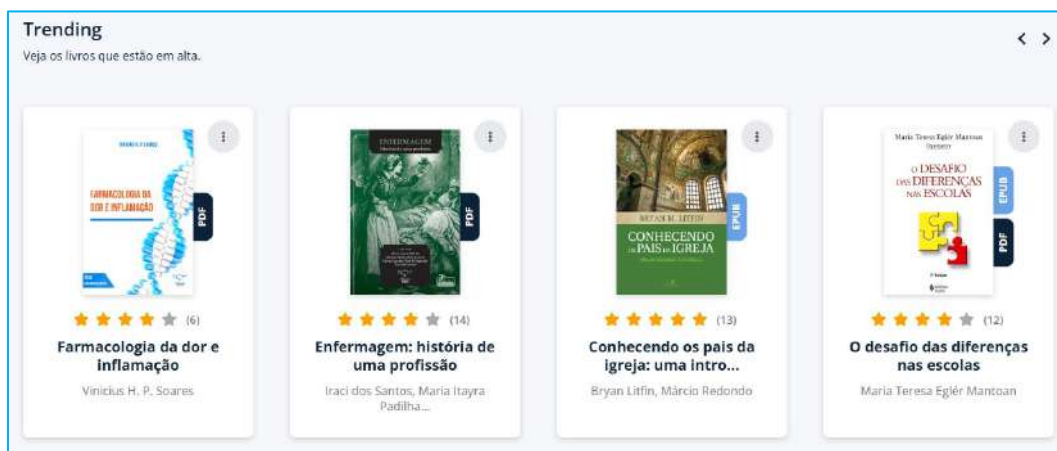 Trending
Veja os livros que estão em alta.
FARMACOLOGIA DA
DOR E INFLAMAÇÃO
PDF
(6)
Farmacologia da dor e
inflamação
Vinicius H. P. Soares
ENFERMAGEM
PDF
(14)
Enfermagem: história de
uma profissão
Iraci dos Santos, Maria Itayra
Padilha...
BRYAN M. LITFIN
CONHECENDO
OS PAIS DA IGREJA
EPUB
(13)
Conhecendo os pais da
igreja: uma intro...
Bryan Litfin, Márcio Redondo
Maria Teresa Eglér Mantoan
O DESAFIO
DAS DIFERENÇAS
NAS ESCOLAS
EPUB
PDF
(12)
O desafio das diferenças
nas escolas
Maria Teresa Eglér Mantoan